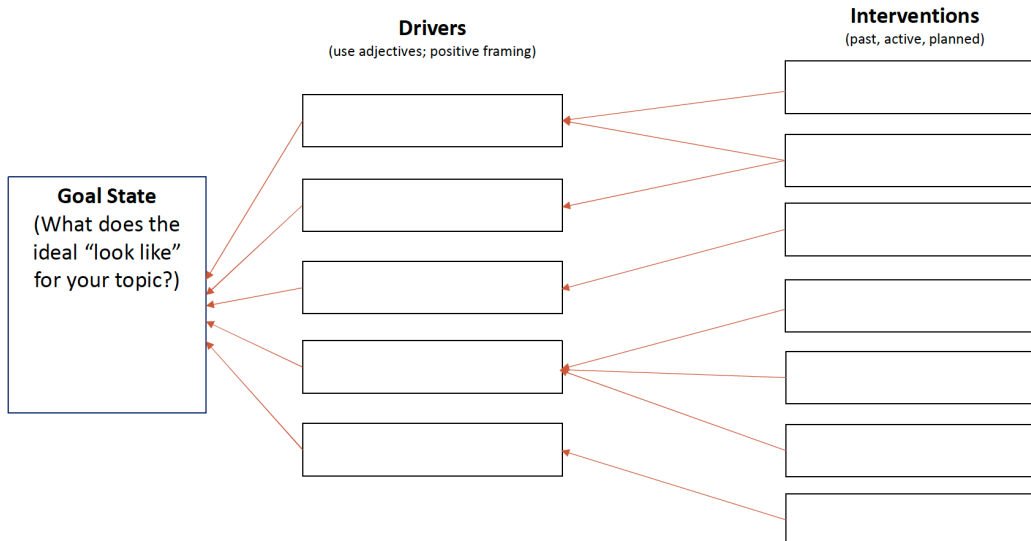 Drivers
(use adjectives; positive framing)
Interventions
(past, active, planned)
Goal State
(What does the
ideal “look like”
for your topic?)